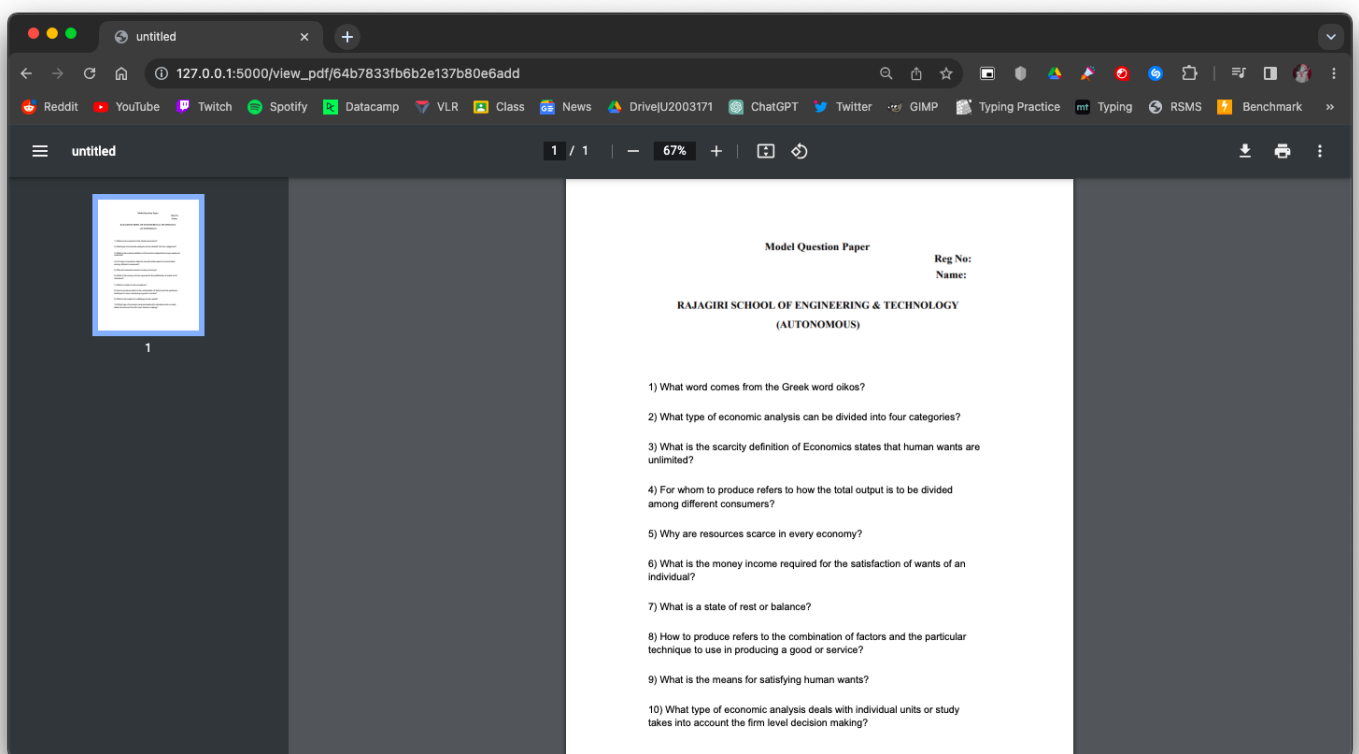 untitled
127.0.0.1:5000/view_pdf/64b7833fb6b2e137b80e6add
Reddit YouTube Twitch Spotify Datacamp VLR Class News Drive|U2003171 ChatGPT Twitter GIMP Typing Practice mt Typing RSMS Benchmark »
untitled 1 / 1 67%
1
Model Question Paper
Reg No:
Name:
RAJAGIRI SCHOOL OF ENGINEERING & TECHNOLOGY
(AUTONOMOUS)
1) What word comes from the Greek word oikos?
2) What type of economic analysis can be divided into four categories?
3) What is the scarcity definition of Economics states that human wants are
unlimited?
4) For whom to produce refers to how the total output is to be divided
among different consumers?
5) Why are resources scarce in every economy?
6) What is the money income required for the satisfaction of wants of an
individual?
7) What is a state of rest or balance?
8) How to produce refers to the combination of factors and the particular
technique to use in producing a good or service?
9) What is the means for satisfying human wants?
10) What type of economic analysis deals with individual units or study
takes into account the firm level decision making?